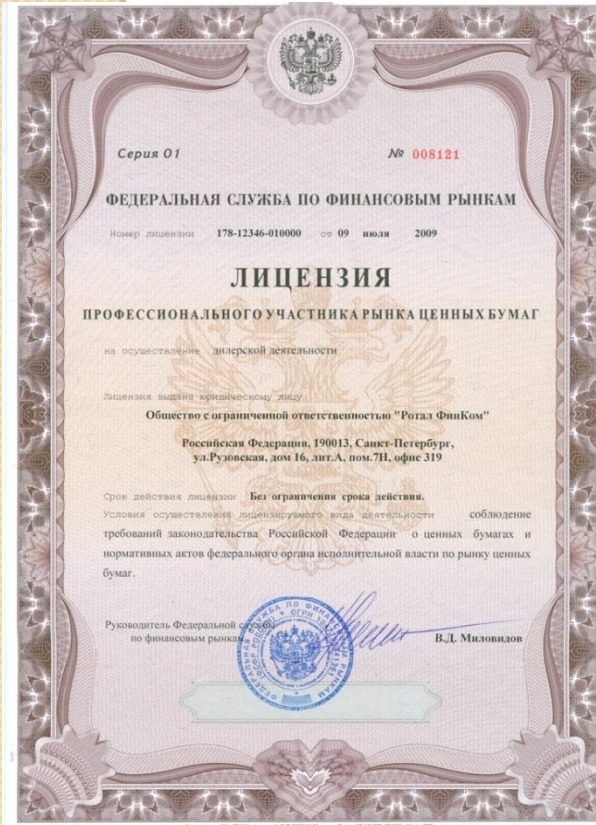 Серия 01 № 008121
ФЕДЕРАЛЬНАЯ СЛУЖБА ПО ФИНАНСОВЫМ РЫНКАМ
Номер лицензии 178-12346-010000 от 09 июля 2009
ЛИЦЕНЗИЯ
ПРОФЕССИОНАЛЬНОГО УЧАСТНИКА РЫНКА ЦЕННЫХ БУМАГ
на осуществление дилерской деятельности
Лицензия выдана юридическому лицу
Общество с ограниченной ответственностью "Ротал ФинКом"
Российская Федерация, 190013, Санкт-Петербург,
ул.Рузовская, дом 16, лит.А, пом.7Н, офис 319
Срок действия лицензии Без ограничения срока действия.
Условия осуществления лицензируемого вида деятельности соблюдение
требований законодательства Российской Федерации о ценных бумагах и
нормативных актов федерального органа исполнительной власти по рынку ценных
бумаг.
Руководитель Федеральной службы
по финансовым рынкам В.Д. Миловидов